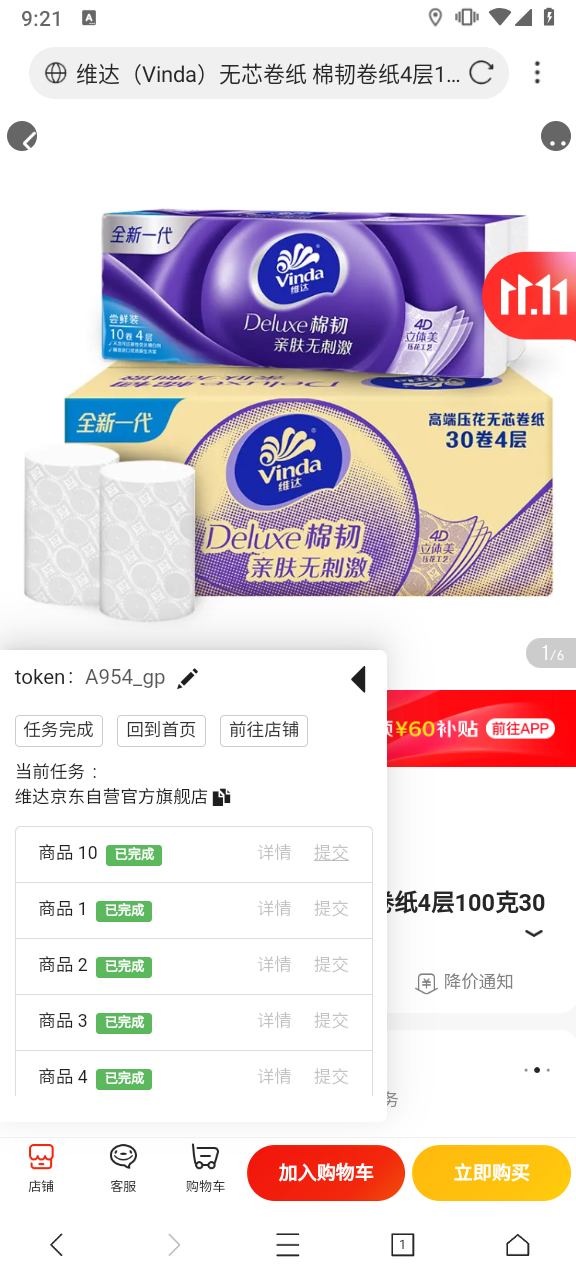 9:21
维达（Vinda）无芯卷纸 棉韧卷纸4层1...
全新一代
Vinda
维达
Deluxe棉韧
亲肤无刺激
尝鲜装
10卷4层
4D
立体美
压花工艺
11.11
全新一代
高端压花无芯卷纸
30卷4层
Vinda
维达
Deluxe棉韧
亲肤无刺激
4D
立体美
压花工艺
1/6
token： A954_gp
¥60补贴 前往APP
任务完成 回到首页 前往店铺
当前任务：
维达京东自营官方旗舰店
商品 10 已完成 详情 提交
卷纸4层100克30
商品 1 已完成 详情 提交
商品 2 已完成 详情 提交
降价通知
商品 3 已完成 详情 提交
商品 4 已完成 详情 提交
务
店铺 客服 购物车 加入购物车 立即购买
1